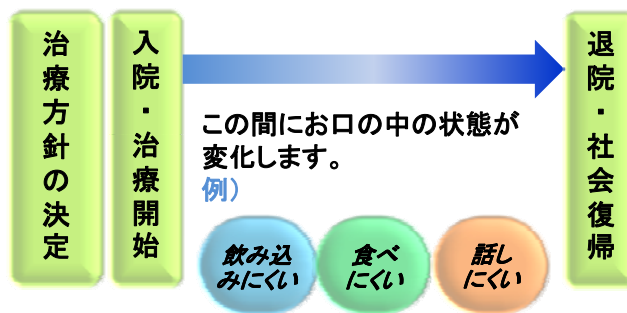 治療方針の決定
入院・治療開始
この間にお口の中の状態が
変化します。
例）
飲み込
みにくい
食べ
にくい
話し
にくい
退院・社会復帰